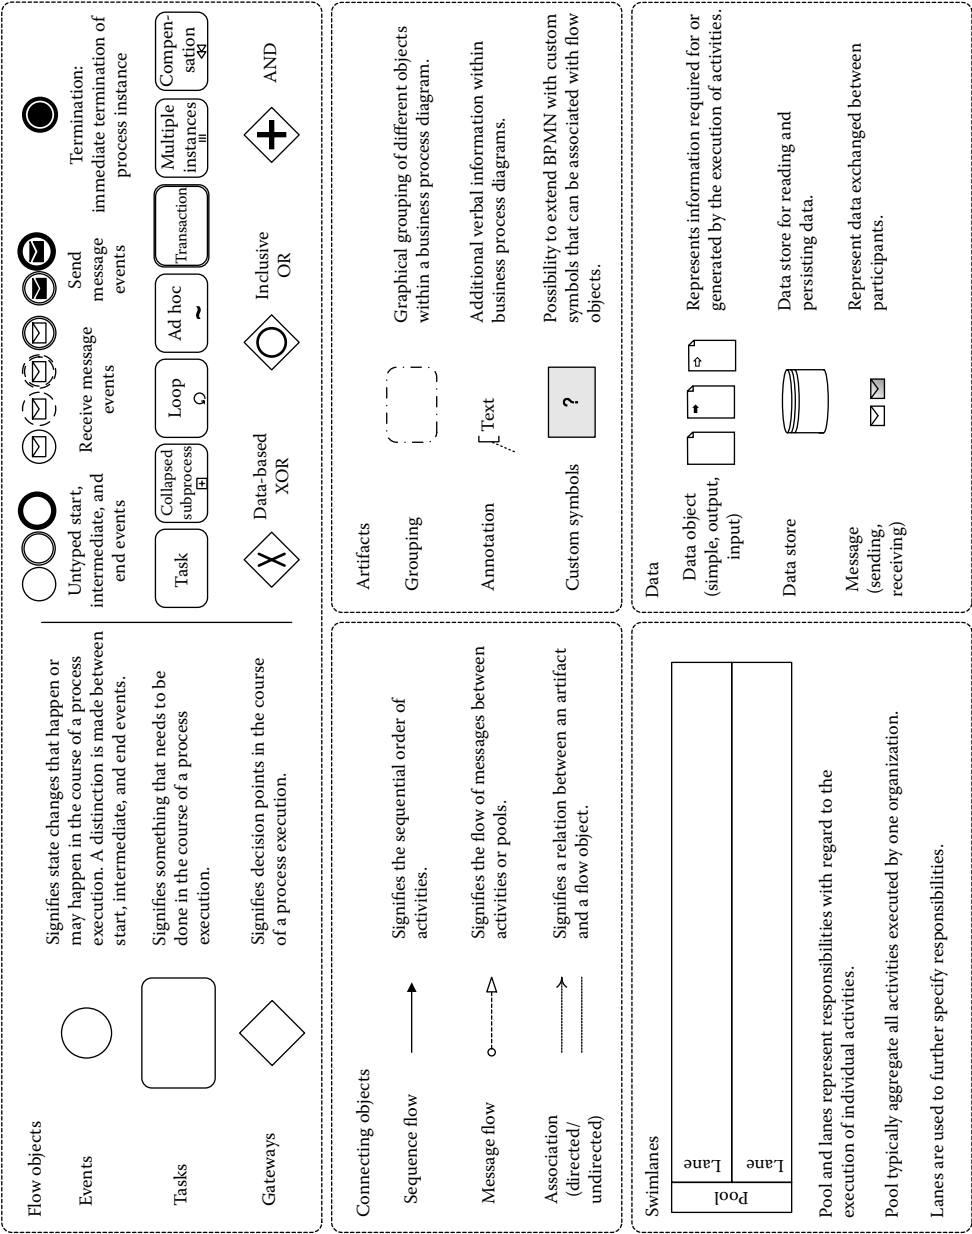 Flow objects
Events
Signifies state changes that happen or
may happen in the course of a process
execution. A distinction is made between
start, intermediate, and end events.
Tasks
Signifies something that needs to be
done in the course of a process
execution.
Gateways
Signifies decision points in the course
of a process execution.
Untyped start,
intermediate, and
end events
Receive message
events
Send
message
events
Termination:
immediate termination of
process instance
Task
Collapsed
subprocess
+
Loop
Ad hoc
~
Transaction
Multiple
instances
Compen-
sation
Data-based
XOR
Inclusive
OR
AND
Connecting objects
Sequence flow
Signifies the sequential order of
activities.
Message flow
Signifies the flow of messages between
activities or pools.
Association
(directed/
undirected)
Signifies a relation between an artifact
and a flow object.
Artifacts
Grouping
Graphical grouping of different objects
within a business process diagram.
Annotation
Text
Additional verbal information within
business process diagrams.
Custom symbols
?
Possibility to extend BPMN with custom
symbols that can be associated with flow
objects.
Swimlanes
Pool
Lane
Lane
Pool and lanes represent responsibilities with regard to the
execution of individual activities.
Pool typically aggregate all activities executed by one organization.
Lanes are used to further specify responsibilities.
Data
Data object
(simple, output,
input)
Represents information required for or
generated by the execution of activities.
Data store
Data store for reading and
persisting data.
Message
(sending,
receiving)
Represent data exchanged between
participants.